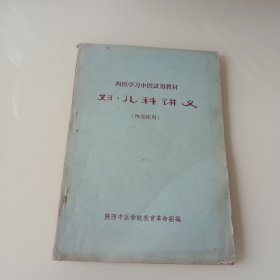 西医学习中医试用教材
妇·儿科讲义
（内部使用）
陕西中医学院教育革命组编